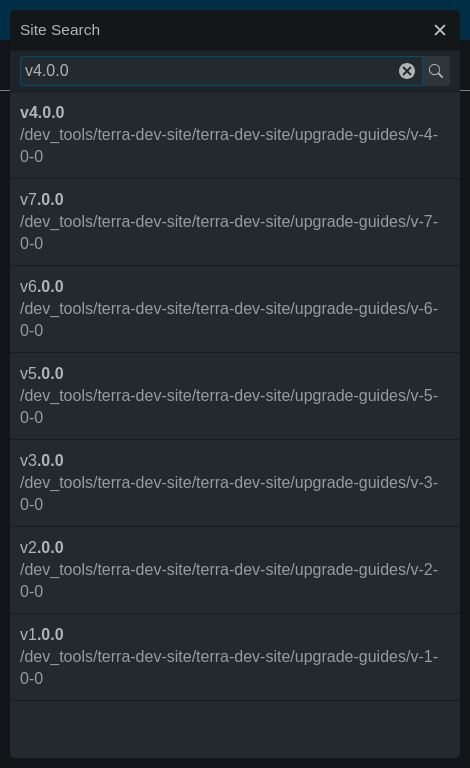 Site Search
v4.0.0
v4.0.0
/dev_tools/terra-dev-site/terra-dev-site/upgrade-guides/v-4-
0-0
v7.0.0
/dev_tools/terra-dev-site/terra-dev-site/upgrade-guides/v-7-
0-0
v6.0.0
/dev_tools/terra-dev-site/terra-dev-site/upgrade-guides/v-6-
0-0
v5.0.0
/dev_tools/terra-dev-site/terra-dev-site/upgrade-guides/v-5-
0-0
v3.0.0
/dev_tools/terra-dev-site/terra-dev-site/upgrade-guides/v-3-
0-0
v2.0.0
/dev_tools/terra-dev-site/terra-dev-site/upgrade-guides/v-2-
0-0
v1.0.0
/dev_tools/terra-dev-site/terra-dev-site/upgrade-guides/v-1-
0-0